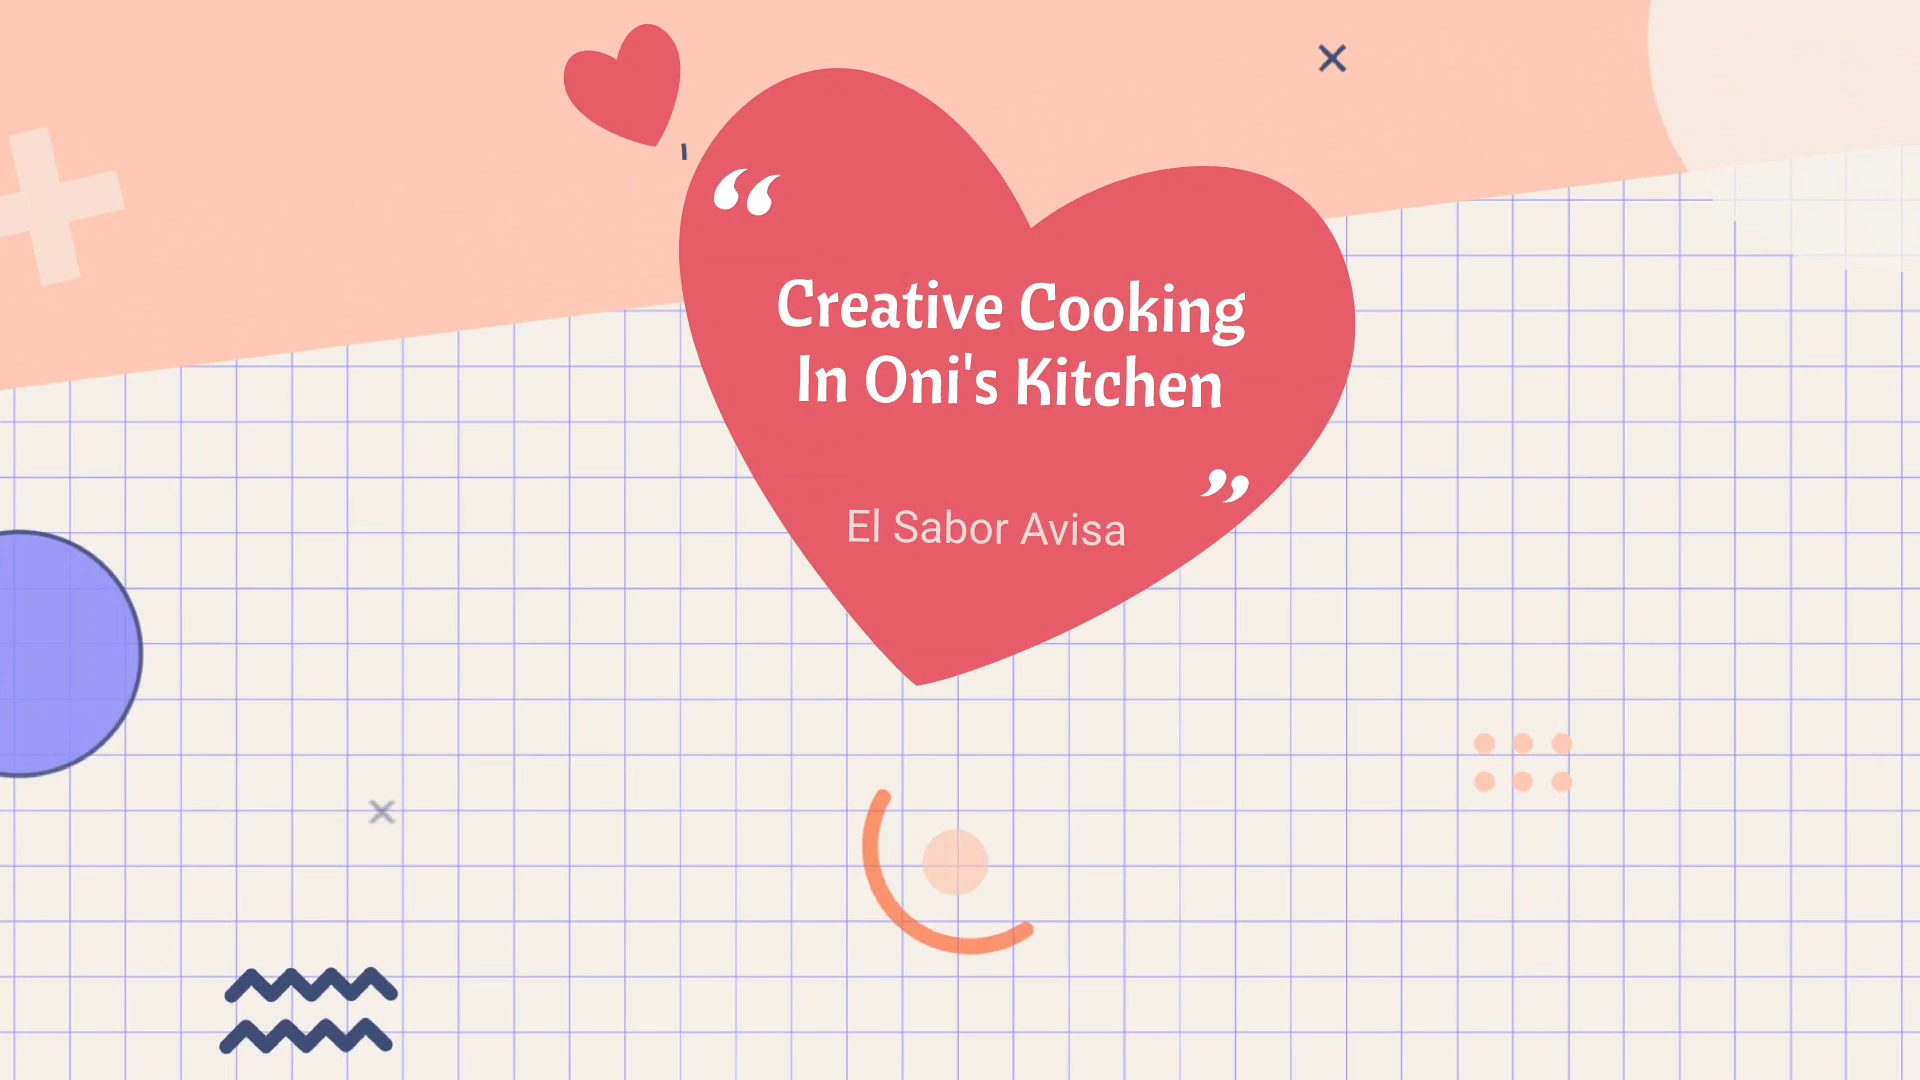 “
Creative Cooking
In Oni's Kitchen
”
El Sabor Avisa